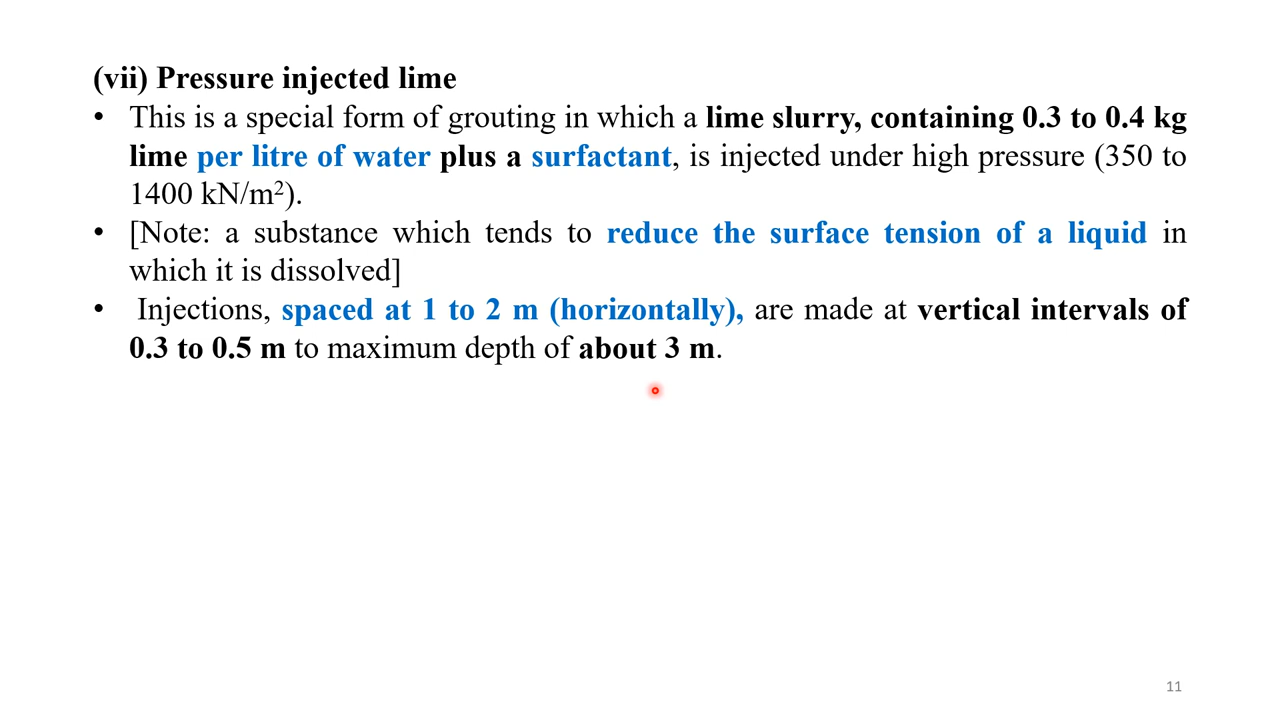 (vii) Pressure injected lime
• This is a special form of grouting in which a lime slurry, containing 0.3 to 0.4 kg
lime per litre of water plus a surfactant, is injected under high pressure (350 to
1400 kN/m²).
• [Note: a substance which tends to reduce the surface tension of a liquid in
which it is dissolved]
• Injections, spaced at 1 to 2 m (horizontally), are made at vertical intervals of
0.3 to 0.5 m to maximum depth of about 3 m.
11